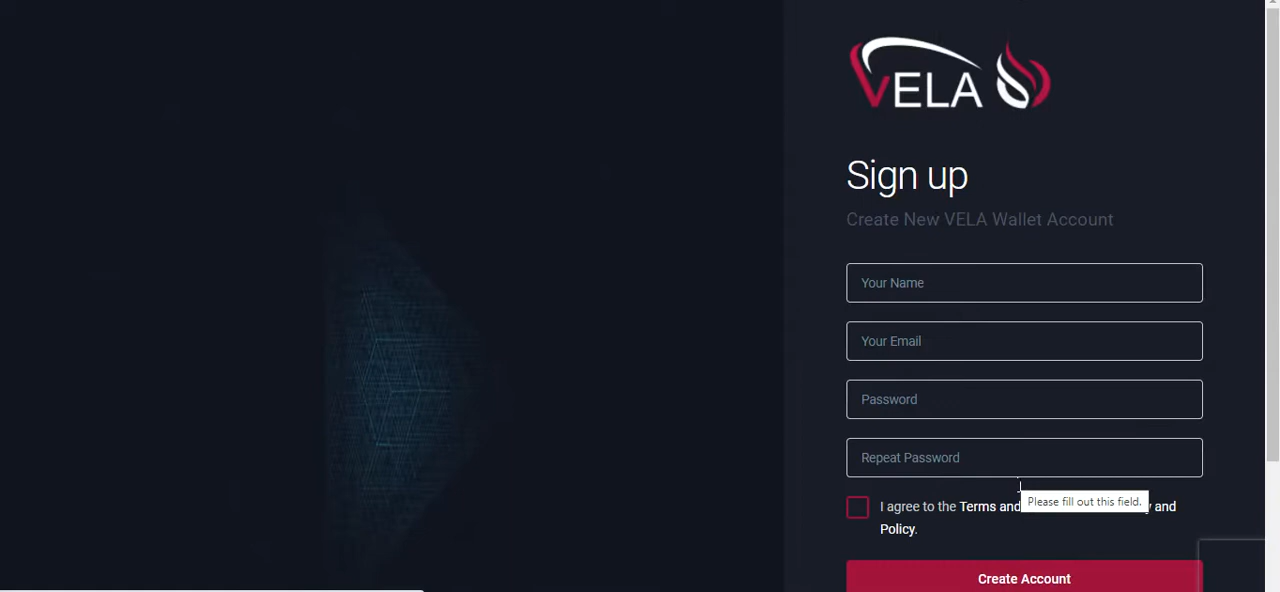 VELA
Sign up
Create New VELA Wallet Account
Your Name
Your Email
Password
Repeat Password
Please fill out this field.
I agree to the Terms and and
Policy.
Create Account